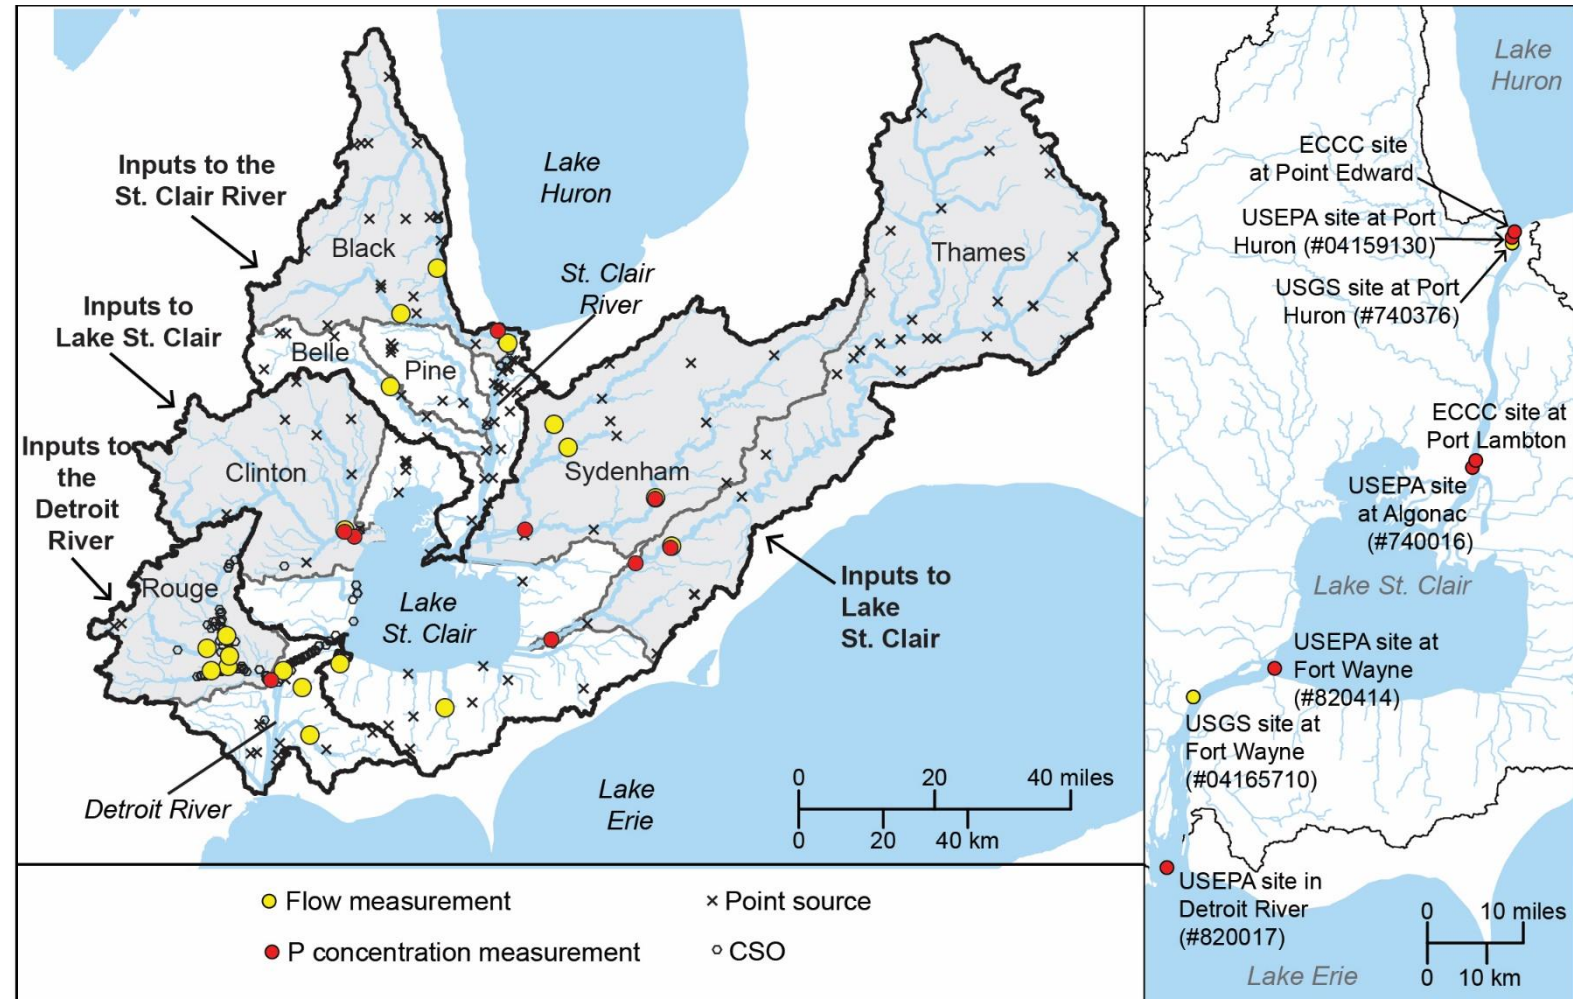 Inputs to the
St. Clair River
Lake
Huron
Black
Thames
St. Clair
River
Inputs to
Lake St. Clair
Belle
Pine
Inputs to
the
Detroit
River
Clinton
Sydenham
Rouge
Lake
St. Clair
Inputs to
Lake
St. Clair
Detroit River
Lake
Erie
0 20 40 miles
0 20 40 km
Flow measurement
Point source
P concentration measurement
CSO
Lake
Huron
ECCC site
at Point Edward
USEPA site at Port
Huron (#04159130)
USGS site at Port
Huron (#740376)
ECCC site at
Port Lambton
USEPA site
at Algonac
(#740016)
Lake St. Clair
USEPA site at
Fort Wayne
(#820414)
USGS site at
Fort Wayne
(#04165710)
USEPA site in
Detroit River
(#820017)
0 10 miles
0 10 km
Lake Erie